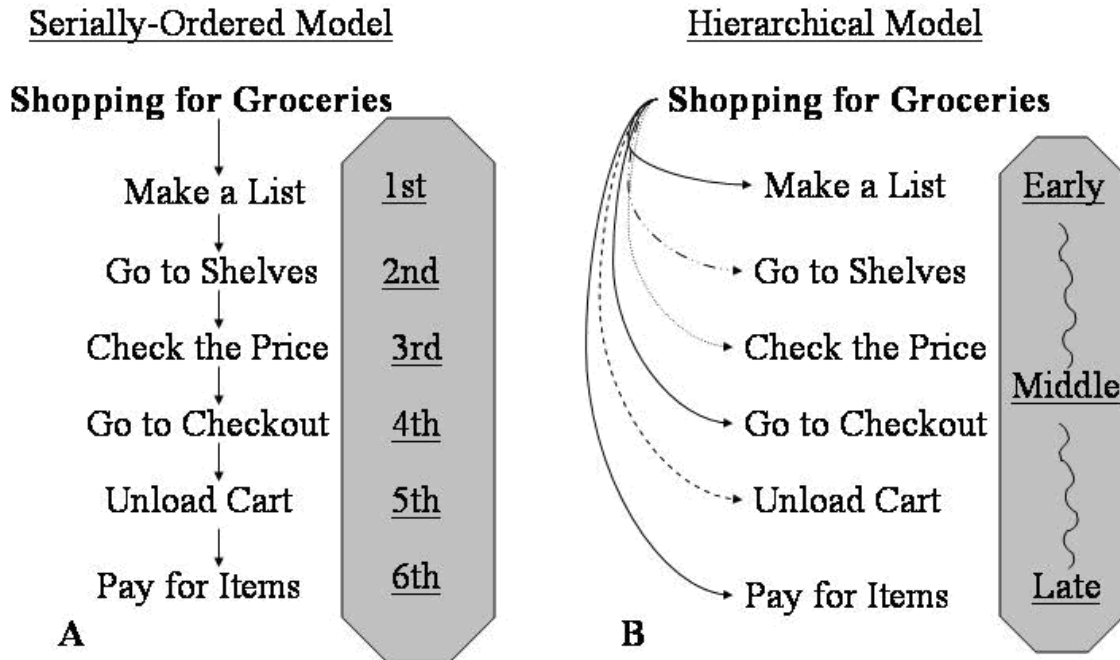 Serially-Ordered Model
Shopping for Groceries
Make a List
1st
Go to Shelves
2nd
Check the Price
3rd
Go to Checkout
4th
Unload Cart
5th
Pay for Items
6th
A
Hierarchical Model
Shopping for Groceries
Make a List
Early
Go to Shelves
Check the Price
Middle
Go to Checkout
Unload Cart
Pay for Items
Late
B